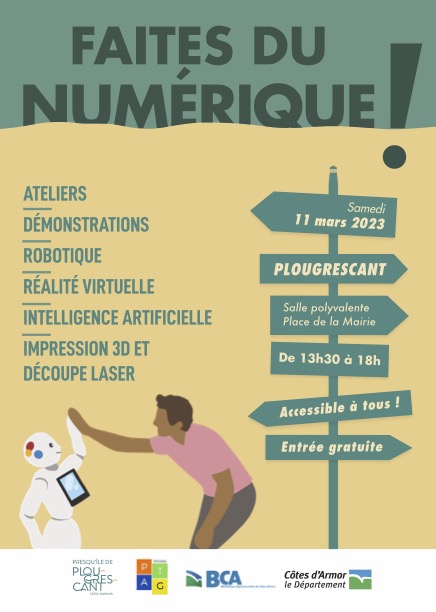 FAITES DU
NUMÉRIQUE !
ATELIERS
DÉMONSTRATIONS
ROBOTIQUE
RÉALITÉ VIRTUELLE
INTELLIGENCE ARTIFICIELLE
IMPRESSION 3D ET
DÉCOUPE LASER
Samedi
11 mars 2023
PLOUGRESCANT
Salle polyvalente
Place de la Mairie
De 13h30 à 18h
Accessible à tous !
Entrée gratuite
PRESQU'ÎLE DE
PLOU-
GRES-
CANT
P T
A G
BCA
Côtes d'Armor
le Département